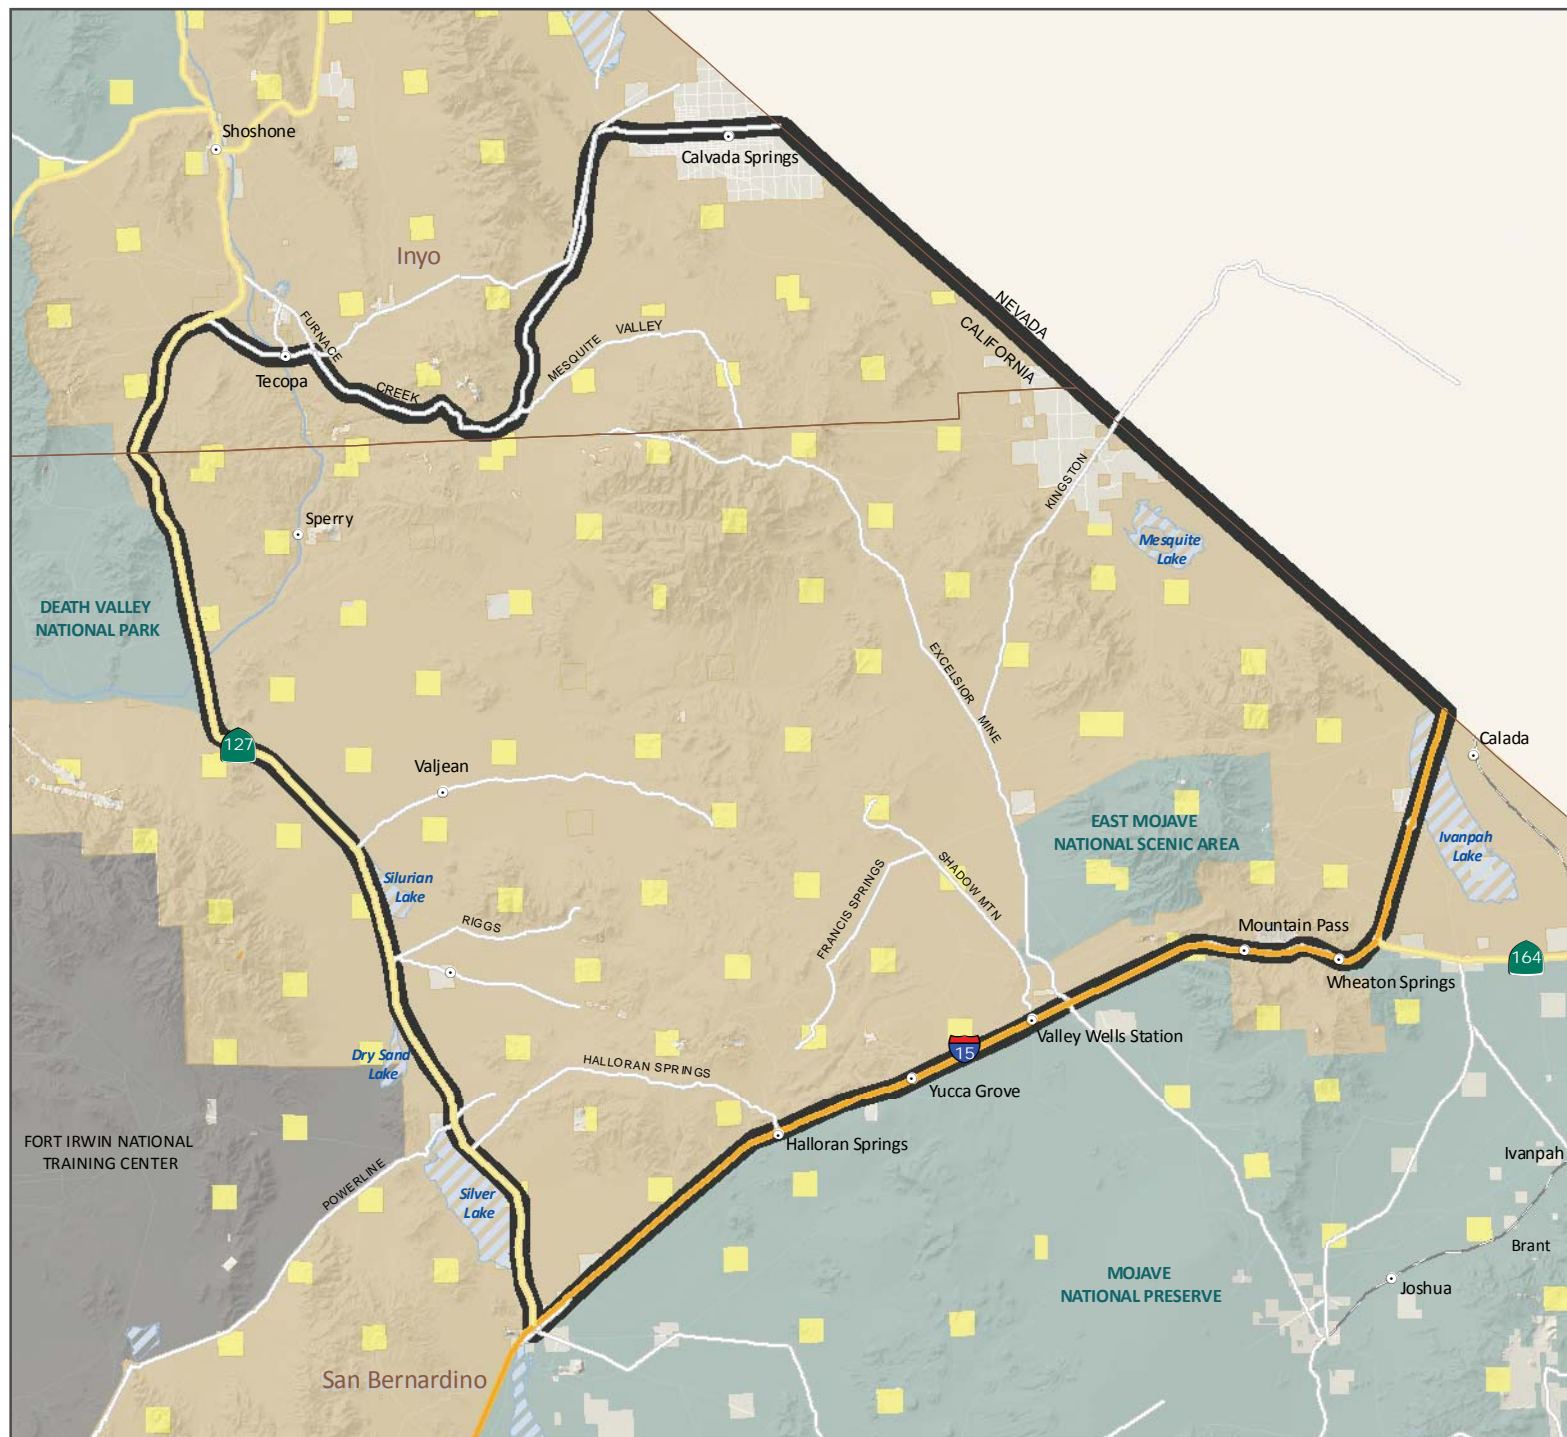 Shoshone
Calvada Springs
Inyo
NEVADA
CALIFORNIA
FURNACE
CREEK
MESQUITE
VALLEY
Tecopa
KINGSTON
Sperry
Mesquite
Lake
DEATH VALLEY
NATIONAL PARK
EXCELSIOR
MINE
127
Valjean
Calada
EAST MOJAVE
NATIONAL SCENIC AREA
Ivanpah
Lake
Silurian
Lake
RIGGS
FRANCIS SPRINGS
SHADOW MTN
Mountain Pass
164
Wheaton Springs
Valley Wells Station
15
Dry Sand
Lake
HALLORAN SPRINGS
Yucca Grove
FORT IRWIN NATIONAL
TRAINING CENTER
Halloran Springs
Ivanpah
POWERLINE
Silver
Lake
Brant
MOJAVE
NATIONAL PRESERVE
Joshua
San Bernardino